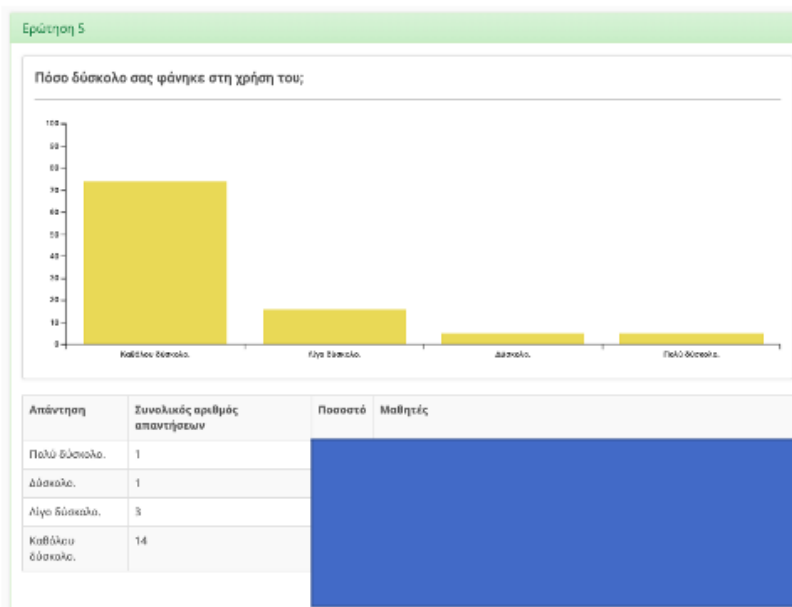 Ερώτηση 5
Πόσο δύσκολο σας φάνηκε στη χρήση του;
100
90
80
70
60
50
40
30
20
10
0
Καθόλου δύσκολο. Λίγο δύσκολο. Δύσκολο. Πολύ δύσκολο.
Απάντηση Συνολικός αριθμός Ποσοστό Μαθητές
απαντήσεων
Πολύ δύσκολο. 1
Δύσκολο. 1
Λίγο δύσκολο. 3
Καθόλου 14
δύσκολο.